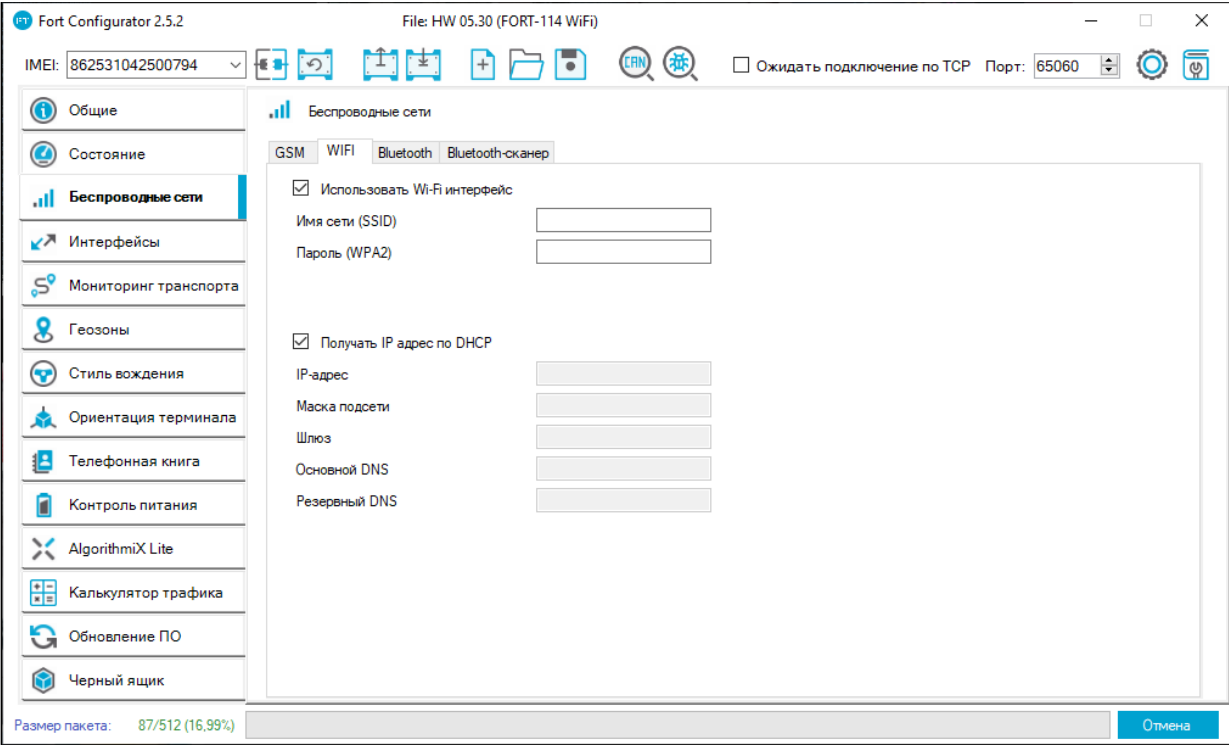 FT Fort Configurator 2.5.2 File: HW 05.30 (FORT-114 WiFi)
IMEI: 862531042500794 CAN Ожидать подключение по TCP Порт: 65060
Общие
Состояние
Беспроводные сети
Интерфейсы
Мониторинг транспорта
Геозоны
Стиль вождения
Ориентация терминала
Телефонная книга
Контроль питания
AlgorithmiX Lite
Калькулятор трафика
Обновление ПО
Черный ящик
Беспроводные сети
GSM WIFI Bluetooth Bluetooth-сканер
Использовать Wi-Fi интерфейс
Имя сети (SSID)
Пароль (WPA2)
Получать IP адрес по DHCP
IP-адрес
Маска подсети
Шлюз
Основной DNS
Резервный DNS
Размер пакета: 87/512 (16,99%) Отмена